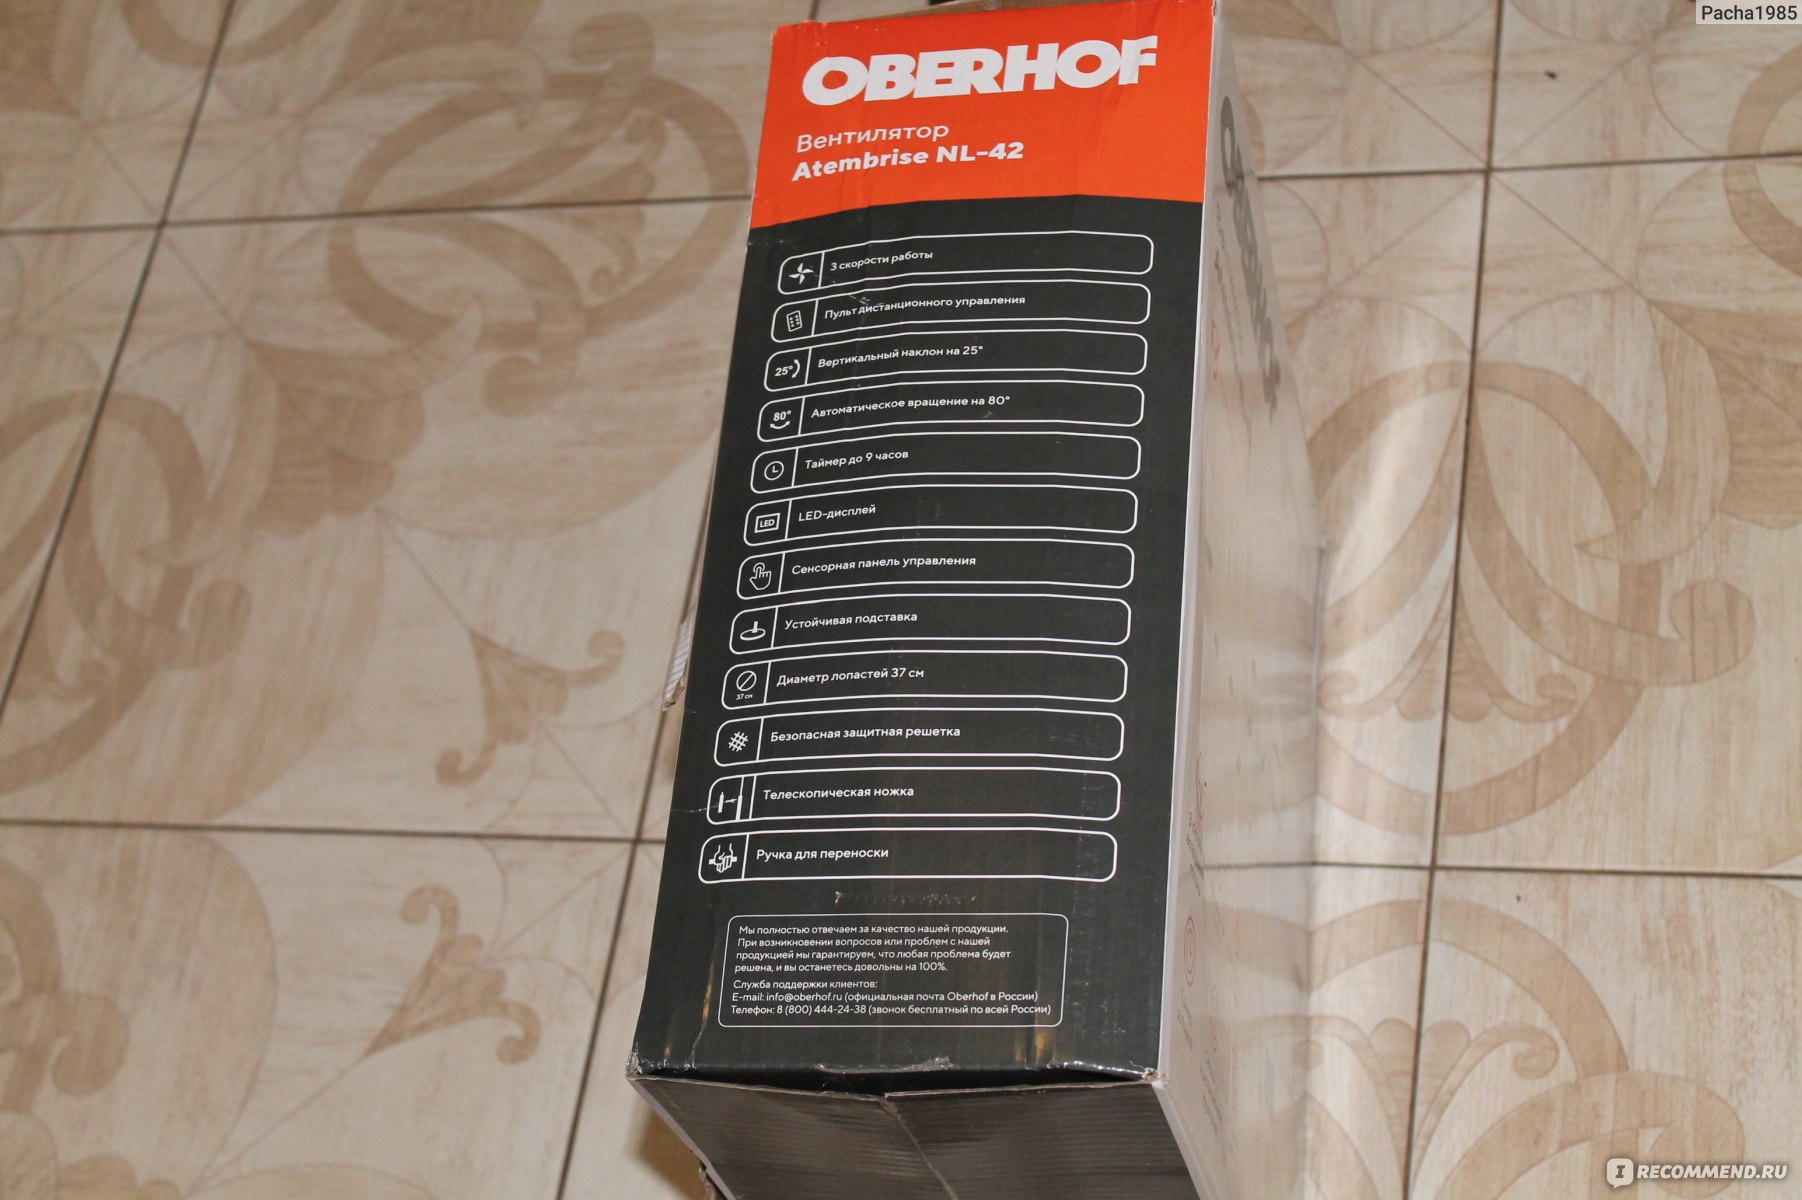 Pacha1985
OBERHOF
Вентилятор
Atembrise NL-42
3 скорости работы
Пульт дистанционного управления
25°
Вертикальный наклон на 25°
80°
Автоматическое вращение на 80°
Таймер до 9 часов
LED
LED-дисплей
Сенсорная панель управления
Устойчивая подставка
37 см
Диаметр лопастей 37 см
Безопасная защитная решетка
Телескопическая ножка
Ручка для переноски
Мы полностью отвечаем за качество нашей продукции.
При возникновении вопросов или проблем с нашей
продукцией мы гарантируем, что любая проблема будет
решена, и вы останетесь довольны на 100%.
Служба поддержки клиентов:
E-mail: info@oberhof.ru (официальная почта Oberhof в России)
Телефон: 8 (800) 444-24-38 (звонок бесплатный по всей России)
IRECOMMEND.RU